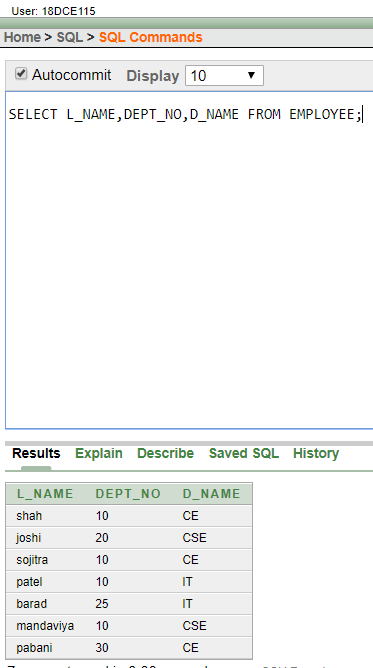 User: 18DCE115
Home > SQL > SQL Commands
Autocommit Display 10
SELECT L_NAME,DEPT_NO,D_NAME FROM EMPLOYEE;
Results Explain Describe Saved SQL History
L_NAME DEPT_NO D_NAME
shah 10 CE
joshi 20 CSE
sojitra 10 CE
patel 10 IT
barad 25 IT
mandaviya 10 CSE
pabani 30 CE